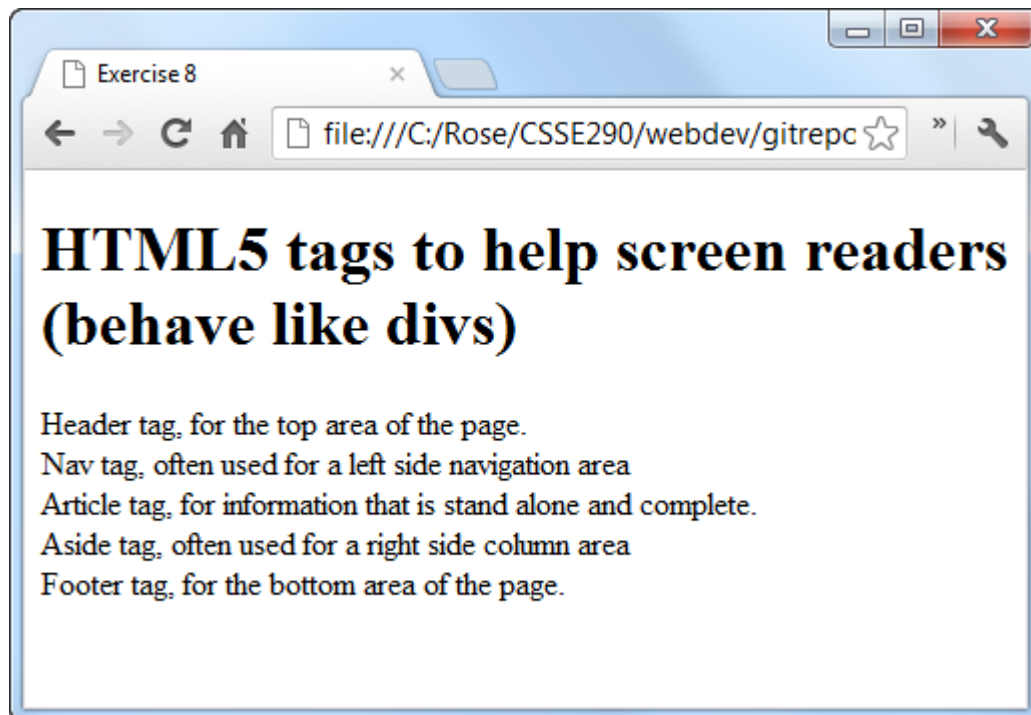 Exercise 8
file:///C:/Rose/CSSE290/webdev/gitrepo
HTML5 tags to help screen readers
(behave like divs)
Header tag, for the top area of the page.
Nav tag, often used for a left side navigation area
Article tag, for information that is stand alone and complete.
Aside tag, often used for a right side column area
Footer tag, for the bottom area of the page.